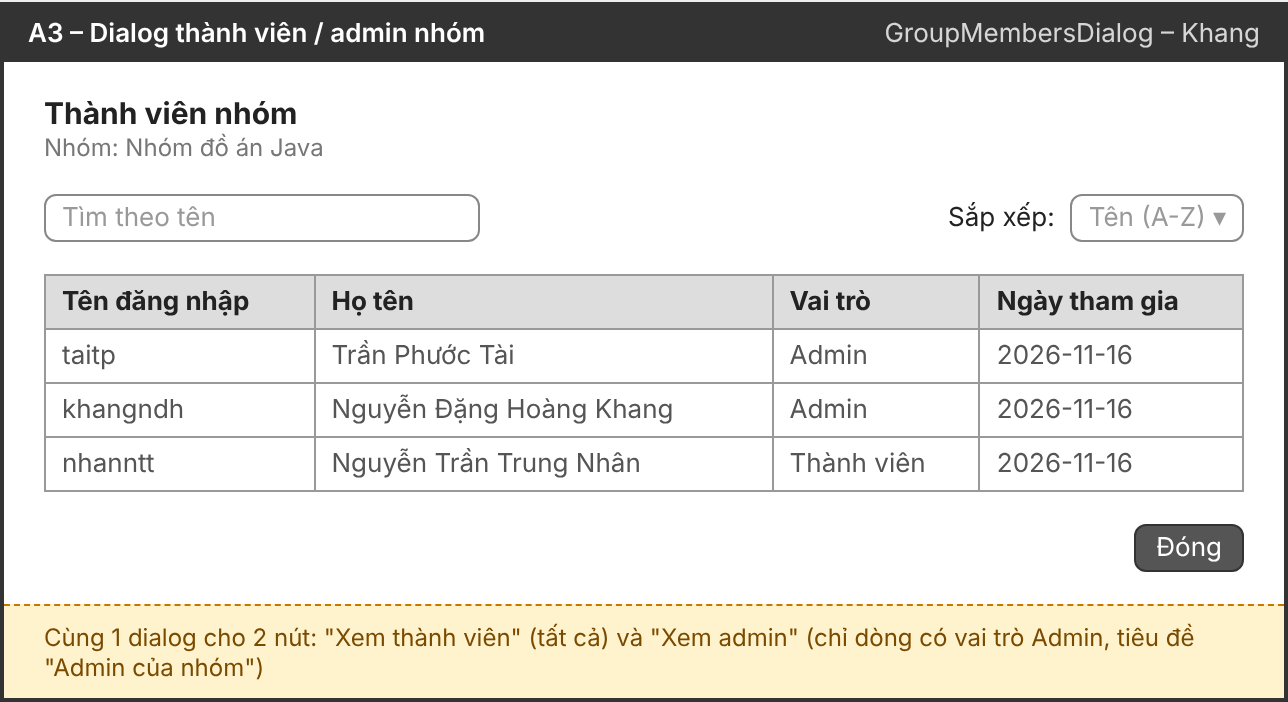 A3 – Dialog thành viên / admin nhóm
GroupMembersDialog – Khang
Thành viên nhóm
Nhóm: Nhóm đồ án Java
Tìm theo tên
Sắp xếp: Tên (A-Z) ▾
Tên đăng nhập Họ tên Vai trò Ngày tham gia
taitp Trần Phước Tài Admin 2026-11-16
khangndh Nguyễn Đặng Hoàng Khang Admin 2026-11-16
nhanntt Nguyễn Trần Trung Nhân Thành viên 2026-11-16
Đóng
Cùng 1 dialog cho 2 nút: "Xem thành viên" (tất cả) và "Xem admin" (chỉ dòng có vai trò Admin, tiêu đề
"Admin của nhóm")